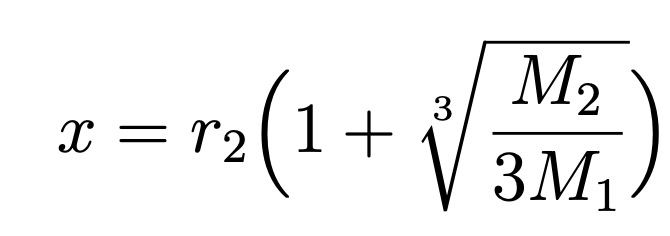 x = r₂(1 + ∛(M₂/3M₁))